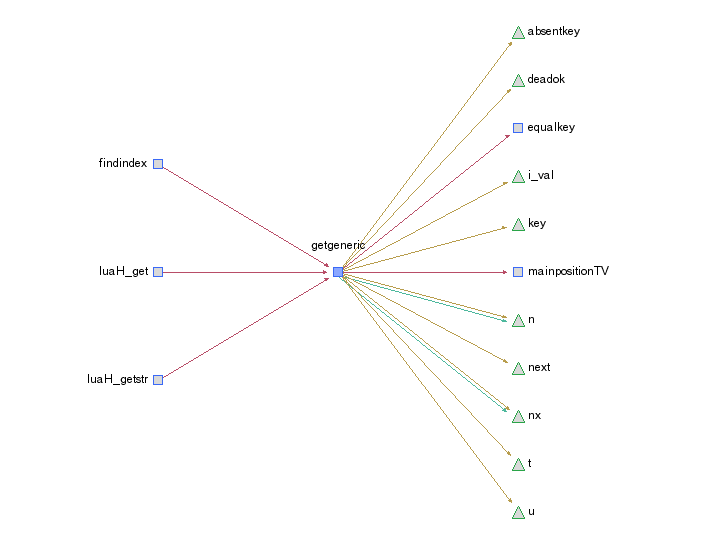 absentkey
deadok
equalkey
findindex
i_val
key
getgeneric
luaH_get
mainpositionTV
n
next
luaH_getstr
nx
t
u